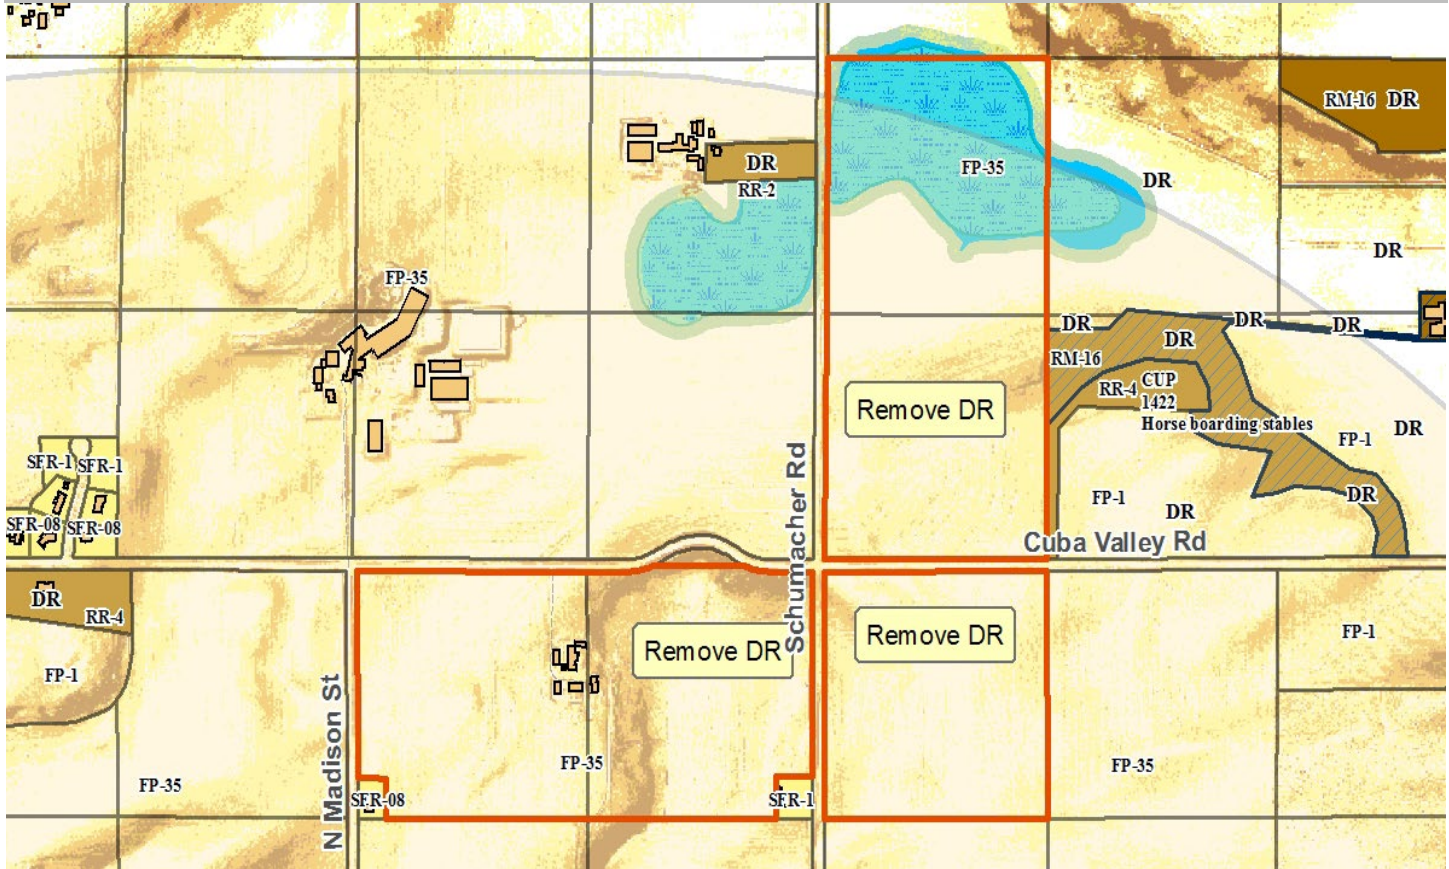 RM-16 DR
DR
RR-2
FP-35
DR
DR
FP-35
DR
DR
DR
DR
RM-16
RR-4
CUP
1422
Horse boarding stables
Remove DR
FP-1
DR
SFR-1
SFR-1
SFR-08
SFR-08
FP-1
DR
DR
Schumacher Rd
Cuba Valley Rd
DR
RR-4
FP-1
Remove DR
Remove DR
FP-1
N Madison St
FP-35
FP-35
FP-35
SFR-08
SFR-1